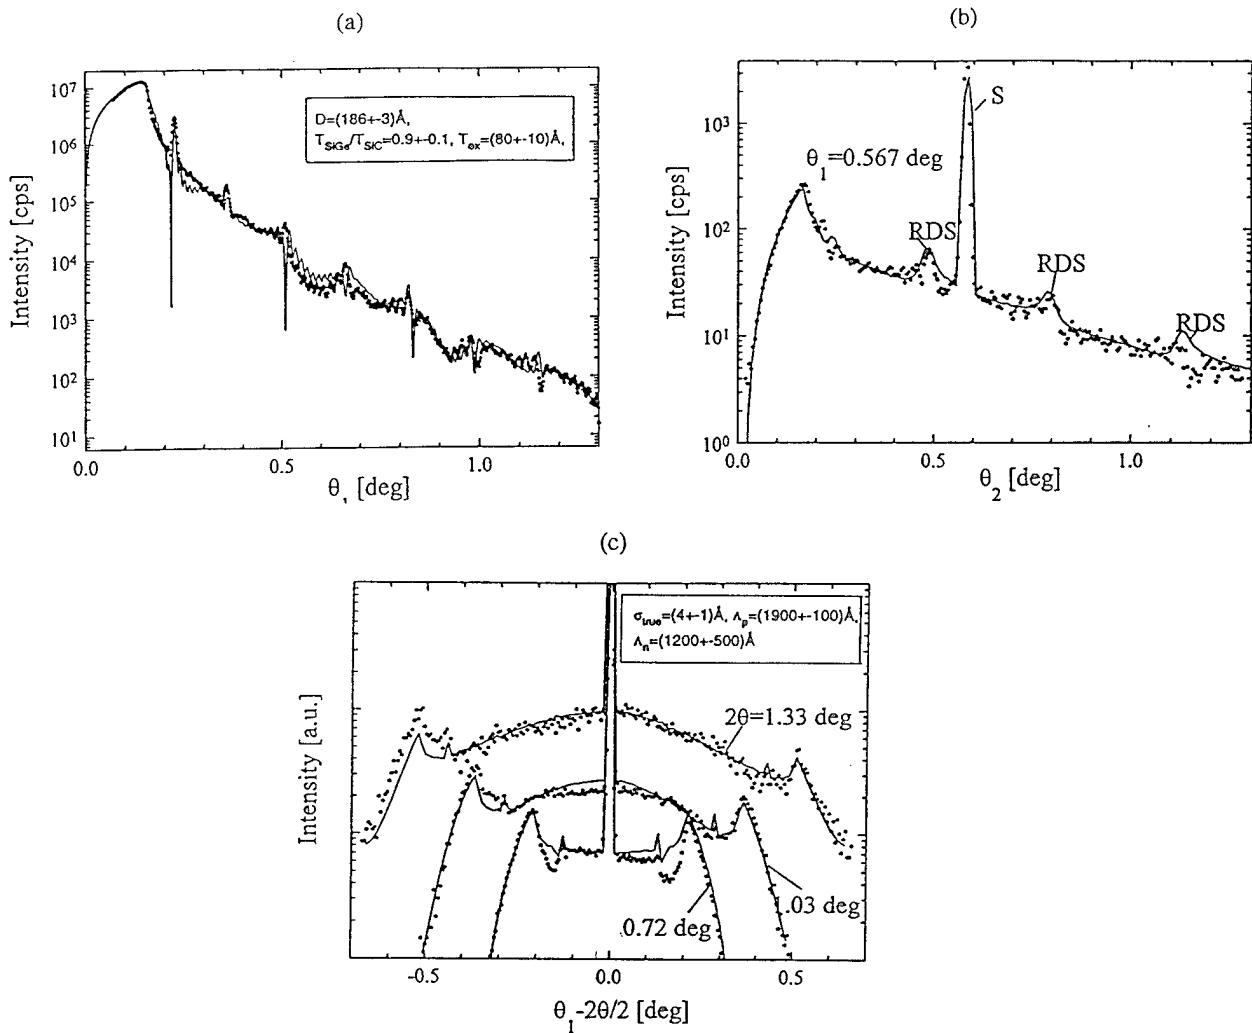 (a)
10⁷
10⁶
10⁵
10⁴
10³
10²
10¹
Intensity [cps]
D=(186+-3)Å,
T_SiGe/T_SiC=0.9+-0.1, T_ox=(80+-10)Å,
0.0 0.5 1.0
θ₁ [deg]
(b)
10³
10²
10¹
10⁰
Intensity [cps]
S
θ₁=0.567 deg
RDS
RDS
RDS
0.0 0.5 1.0
θ₂ [deg]
(c)
Intensity [a.u.]
σ_true=(4+-1)Å, Λ_p=(1900+-100)Å,
Λ_n=(1200+-500)Å
2θ=1.33 deg
1.03 deg
0.72 deg
-0.5 0.0 0.5
θ₁-2θ/2 [deg]